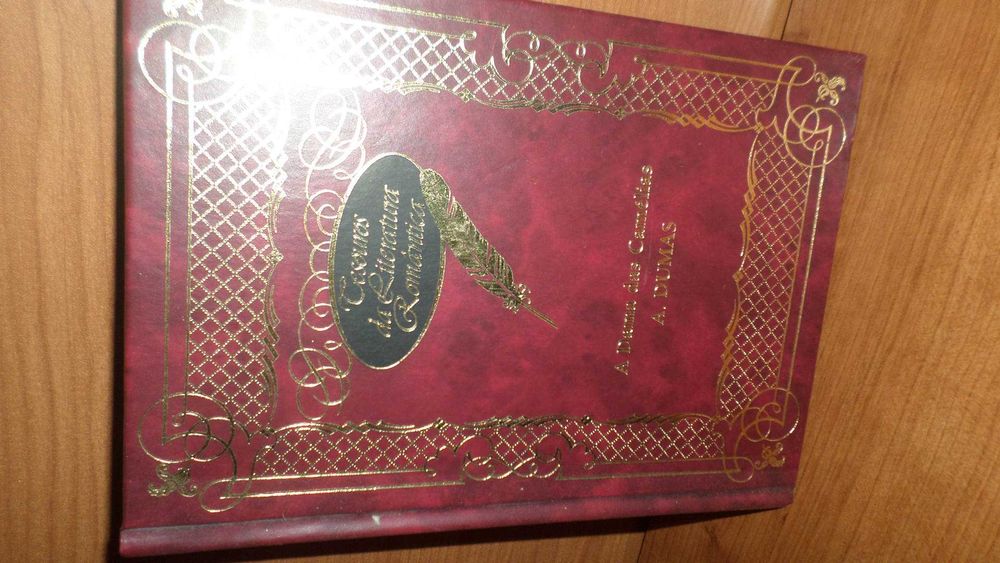 Tesouros
da Literatura
Romântica
A Dama das Camélias
A. DUMAS